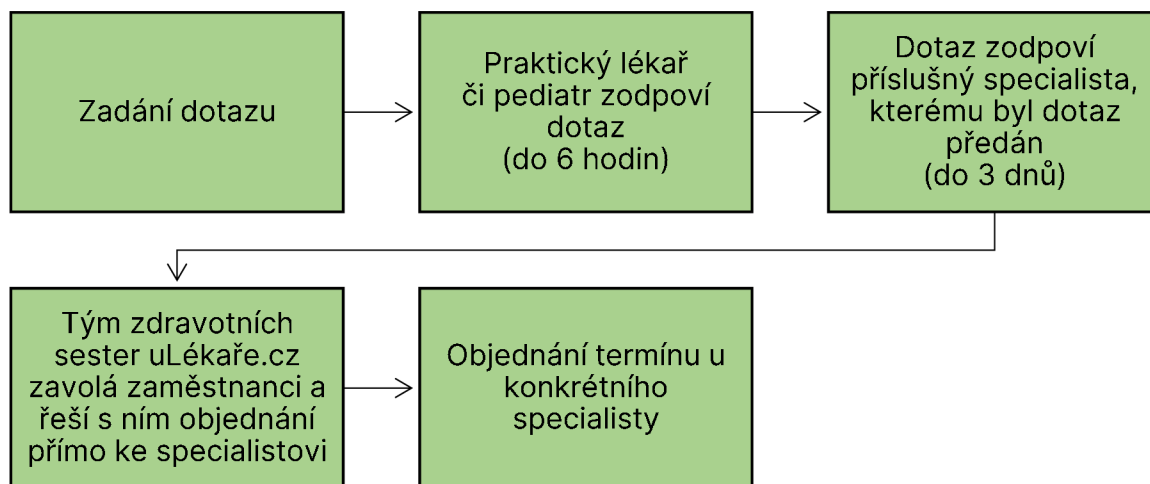 Zadání dotazu
Praktický lékař
či pediatr zodpoví
dotaz
(do 6 hodin)
Dotaz zodpoví
příslušný specialista,
kterému byl dotaz
předán
(do 3 dnů)
Tým zdravotních
sester uLékaře.cz
zavolá zaměstnanci a
řeší s ním objednání
přímo ke specialistovi
Objednání termínu u
konkrétního
specialisty